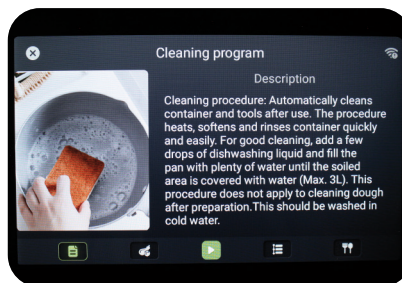 Cleaning program
Description
Cleaning procedure: Automatically cleans
container and tools after use. The procedure
heats, softens and rinses container quickly
and easily. For good cleaning, add a few
drops of dishwashing liquid and fill the
pan with plenty of water until the soiled
area is covered with water (Max. 3L). This
procedure does not apply to cleaning dough
after preparation.This should be washed in
cold water.